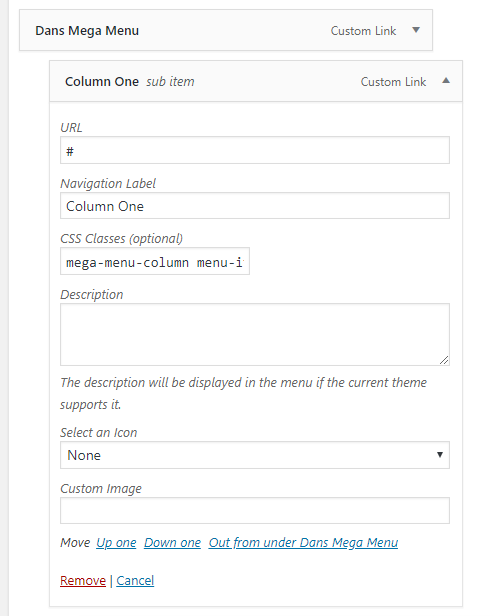 Dans Mega Menu Custom Link
Column One sub item Custom Link
URL
#
Navigation Label
Column One
CSS Classes (optional)
mega-menu-column menu-i
Description
The description will be displayed in the menu if the current theme
supports it.
Select an Icon
None
Custom Image
Move Up one Down one Out from under Dans Mega Menu
Remove | Cancel